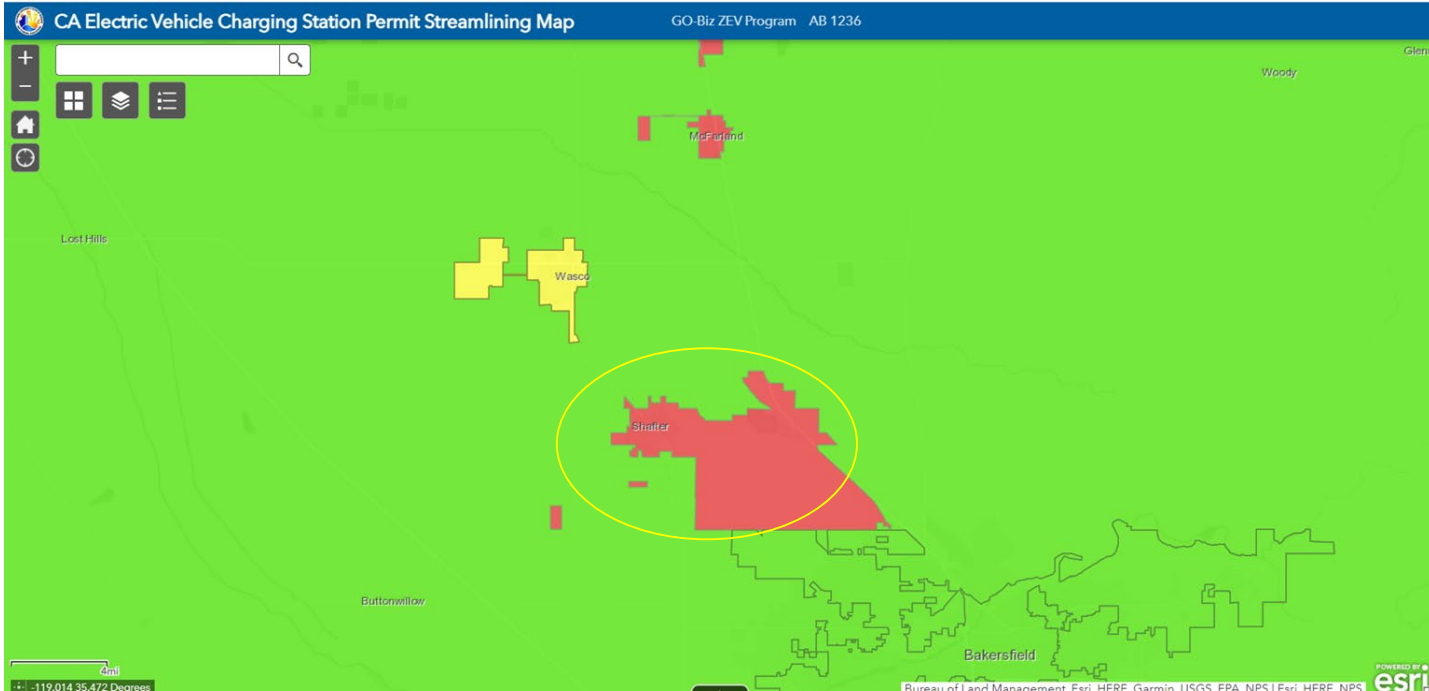 CA Electric Vehicle Charging Station Permit Streamlining Map
GO-Biz ZEV Program AB 1236
+
−
Woody
McFarland
Lost Hills
Wasco
Shafter
Buttonwillow
Bakersfield
4mi
-119.014 35.472 Degrees
Bureau of Land Management, Esri, HERE, Garmin, USGS, EPA, NPS | Esri, HERE, NPS
POWERED BY
esri